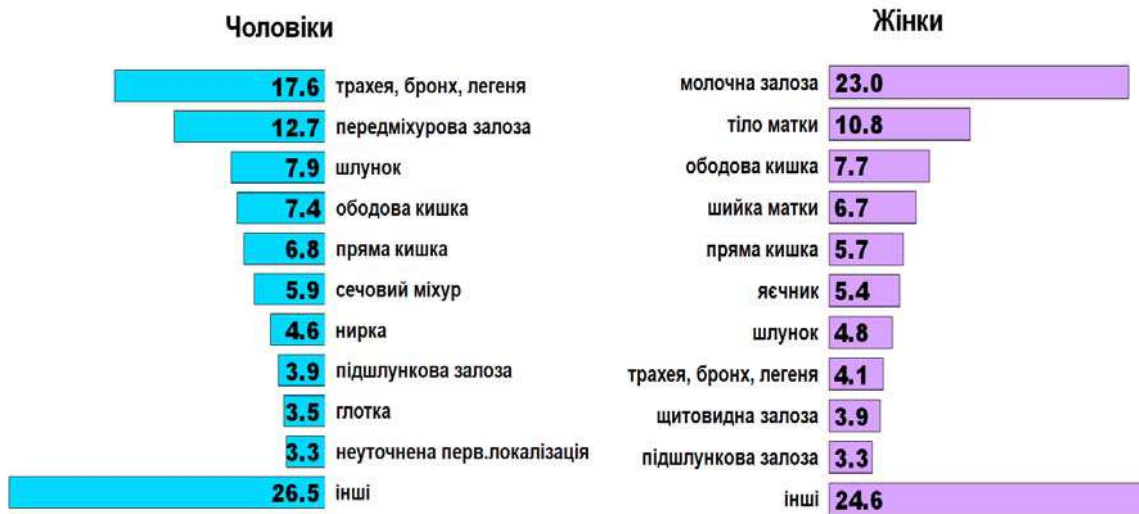 Чоловіки
17.6 трахея, бронх, легеня
12.7 передміхурова залоза
7.9 шлунок
7.4 ободова кишка
6.8 пряма кишка
5.9 сечовий міхур
4.6 нирка
3.9 підшлункова залоза
3.5 глотка
3.3 неуточнена перв.локалізація
26.5 інші
Жінки
молочна залоза 23.0
тіло матки 10.8
ободова кишка 7.7
шийка матки 6.7
пряма кишка 5.7
яєчник 5.4
шлунок 4.8
трахея, бронх, легеня 4.1
щитовидна залоза 3.9
підшлункова залоза 3.3
інші 24.6